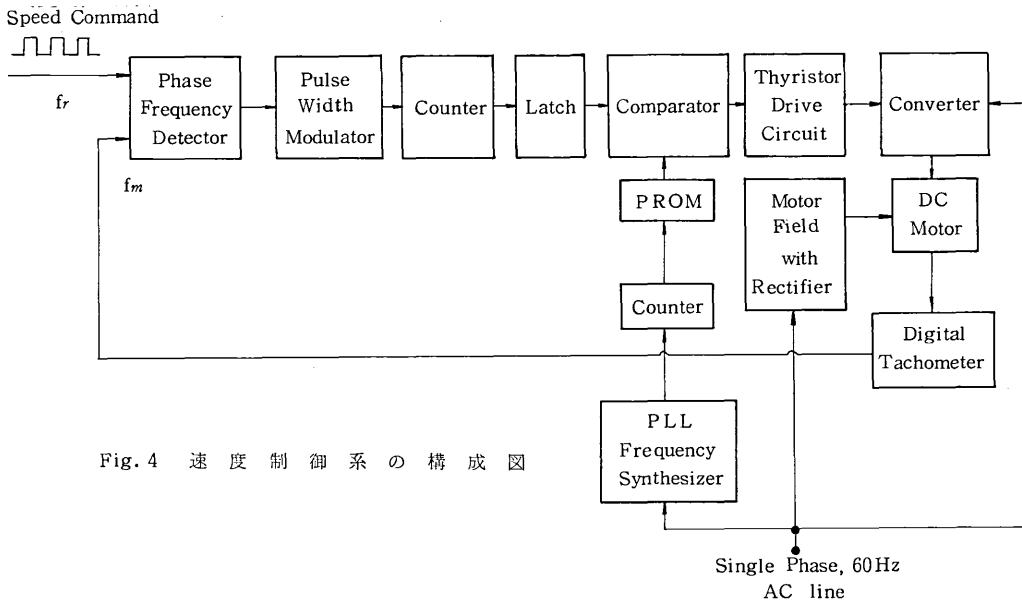 Speed Command
fr
fm
Phase
Frequency
Detector
Pulse
Width
Modulator
Counter
Latch
Comparator
Thyristor
Drive
Circuit
Converter
PROM
Motor
Field
with
Rectifier
DC
Motor
Counter
Digital
Tachometer
PLL
Frequency
Synthesizer
Fig. 4 速度制御系の構成図
Single Phase, 60Hz
AC line